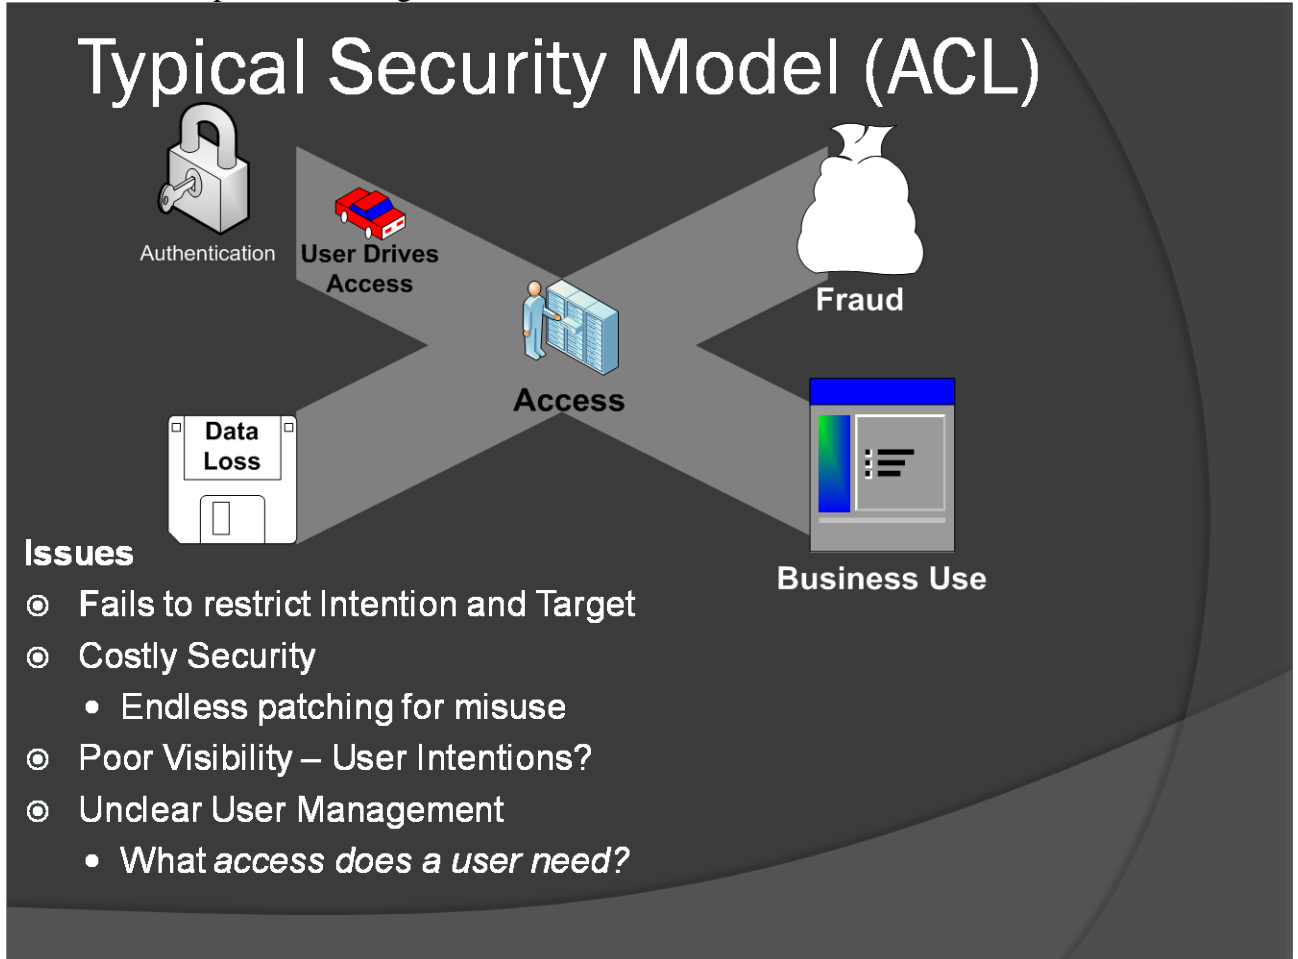 Typical Security Model (ACL)
Authentication
User Drives
Access
Fraud
Access
Data
Loss
Business Use
Issues
Fails to restrict Intention and Target
Costly Security
Endless patching for misuse
Poor Visibility – User Intentions?
Unclear User Management
What access does a user need?